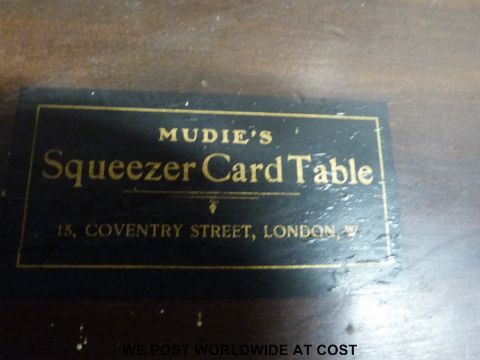 MUDIE'S
Squeezer Card Table
15, COVENTRY STREET, LONDON, W
WE POST WORLDWIDE AT COST